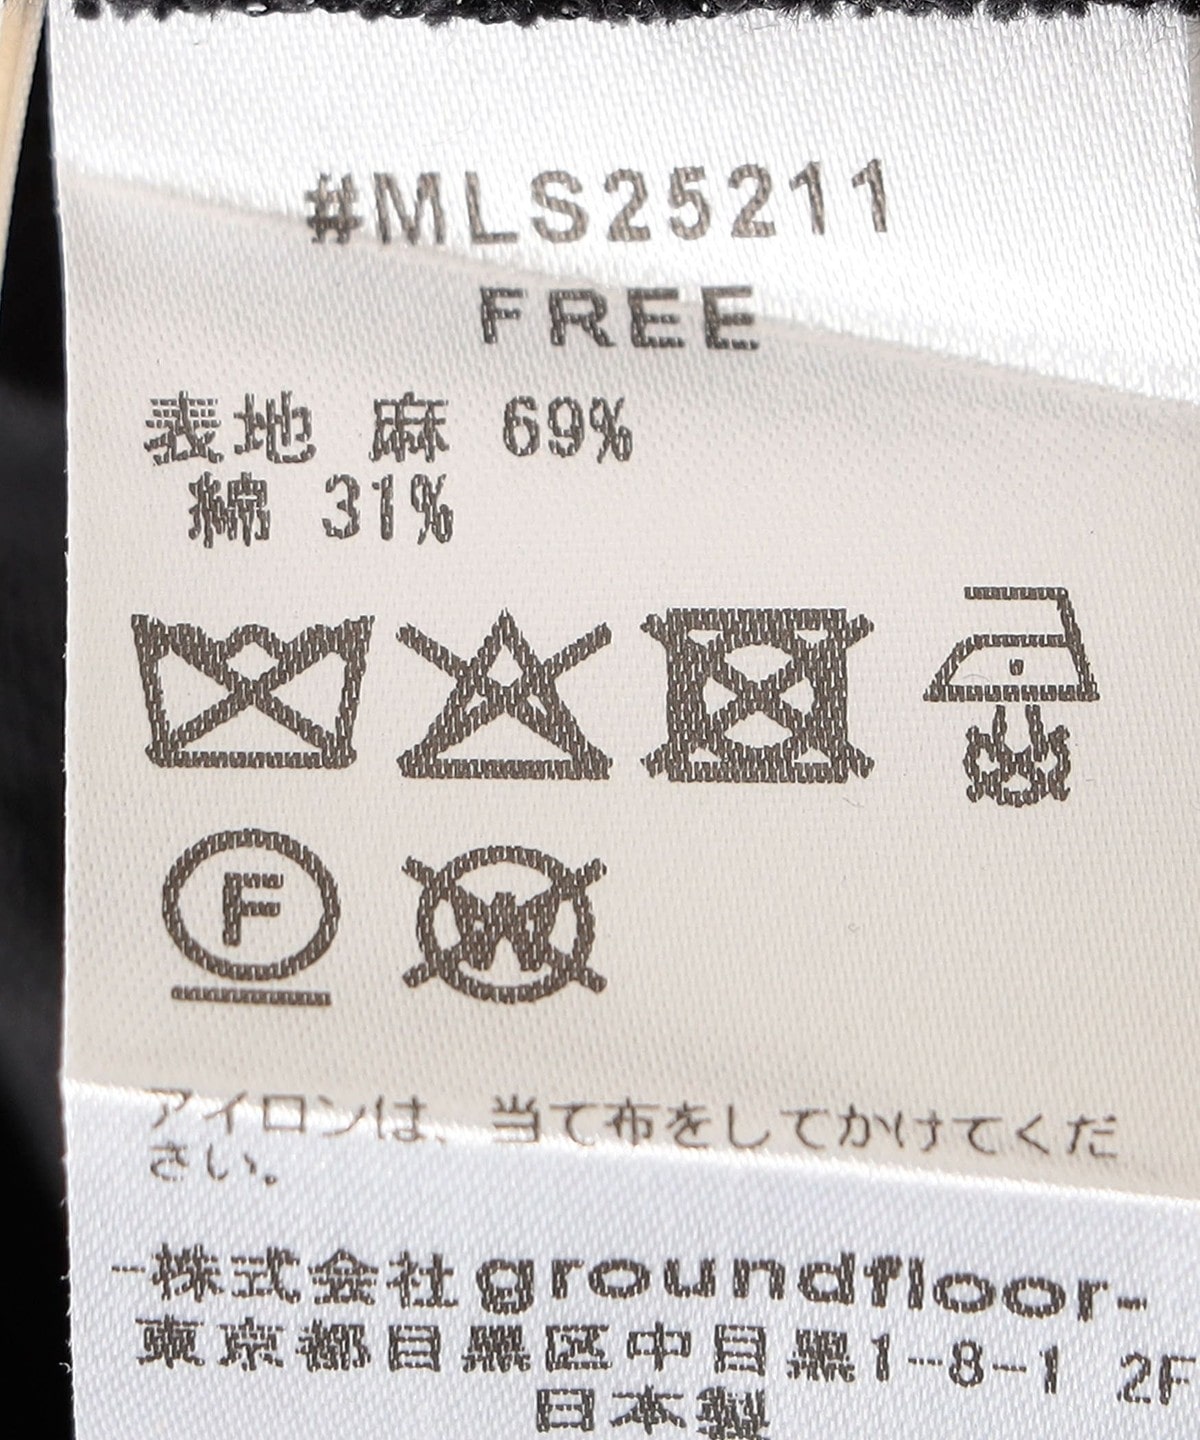 #MLS25211
FREE
表地 麻 69%
綿 31%
F
W
アイロンは、当て布をしてかけてくだ
さい。
株式会社groundfloor
東京都目黒区中目黒1-8-1 2F
日本製